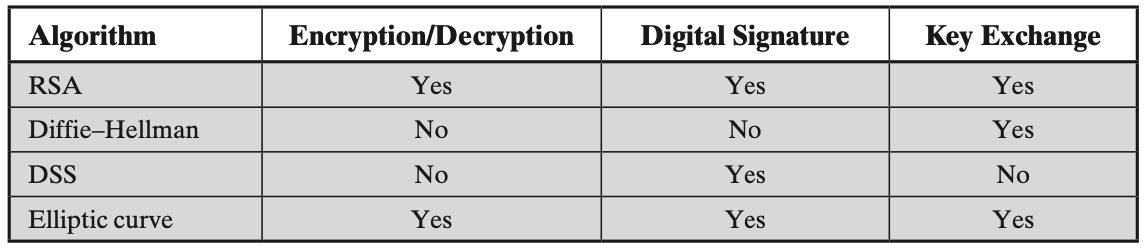 Algorithm Encryption/Decryption Digital Signature Key Exchange
RSA Yes Yes Yes
Diffie–Hellman No No Yes
DSS No Yes No
Elliptic curve Yes Yes Yes